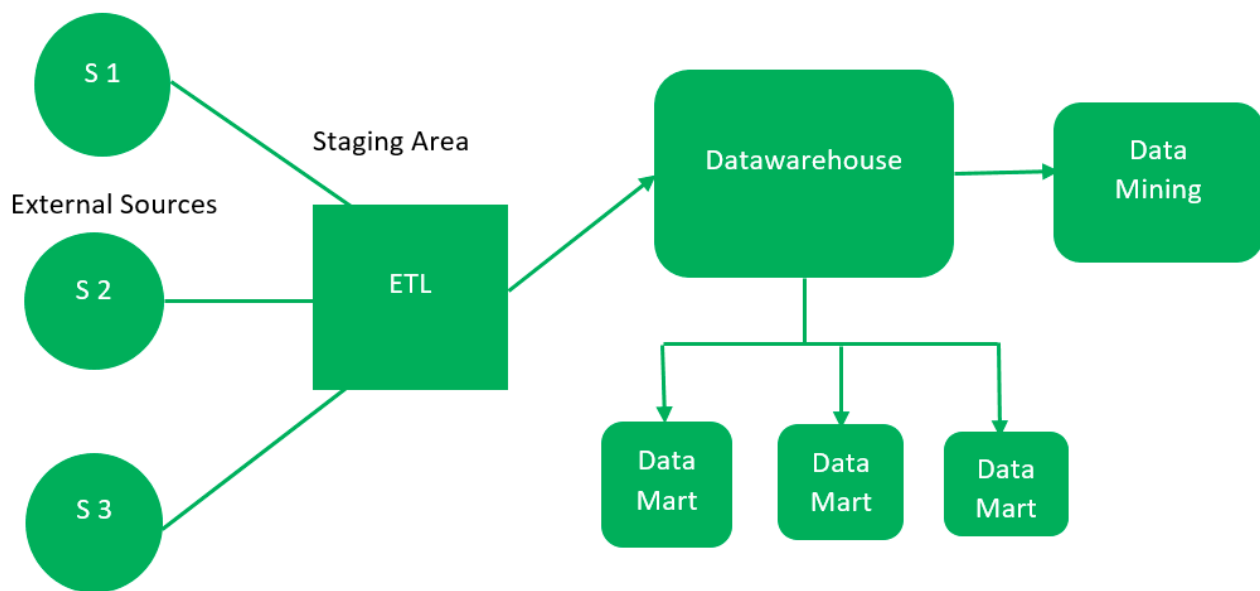 S 1
Staging Area
External Sources
S 2
ETL
S 3
Datawarehouse
Data
Mining
Data
Mart
Data
Mart
Data
Mart